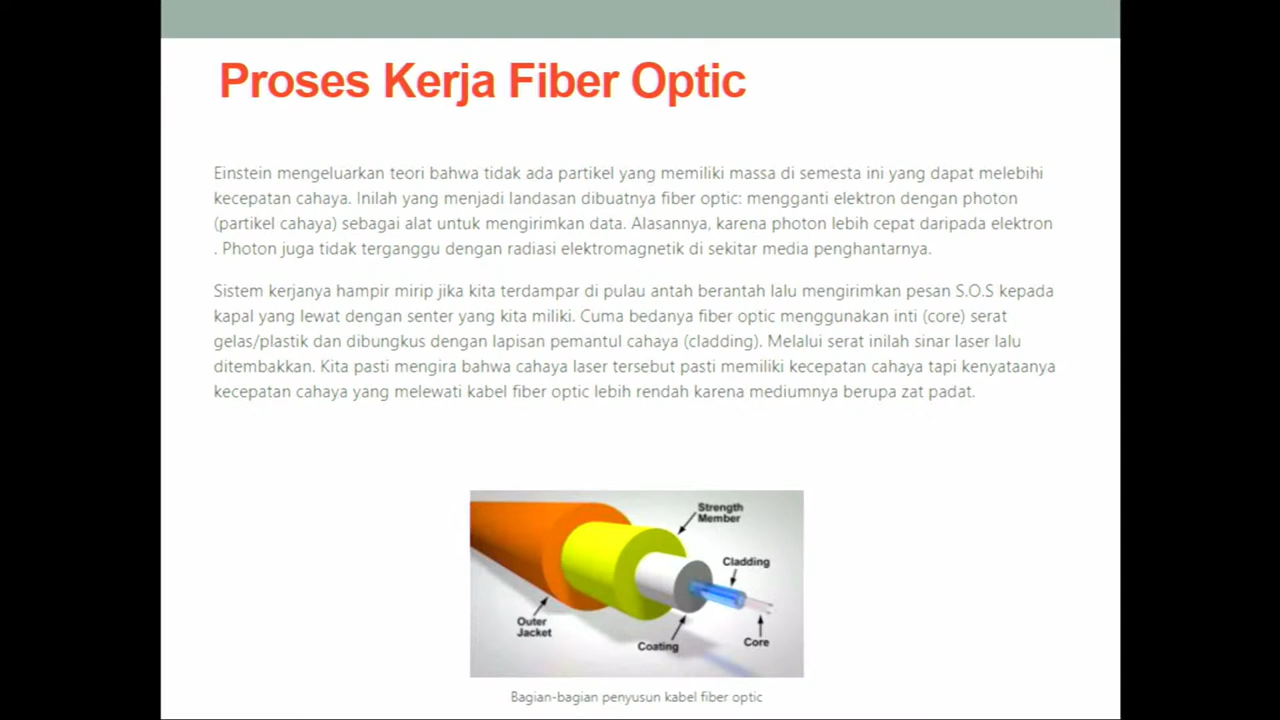 Proses Kerja Fiber Optic
Einstein mengeluarkan teori bahwa tidak ada partikel yang memiliki massa di semesta ini yang dapat melebihi
kecepatan cahaya. Inilah yang menjadi landasan dibuatnya fiber optic: mengganti elektron dengan photon
(partikel cahaya) sebagai alat untuk mengirimkan data. Alasannya, karena photon lebih cepat daripada elektron
. Photon juga tidak terganggu dengan radiasi elektromagnetik di sekitar media penghantarnya.
Sistem kerjanya hampir mirip jika kita terdampar di pulau antah berantah lalu mengirimkan pesan S.O.S kepada
kapal yang lewat dengan senter yang kita miliki. Cuma bedanya fiber optic menggunakan inti (core) serat
gelas/plastik dan dibungkus dengan lapisan pemantul cahaya (cladding). Melalui serat inilah sinar laser lalu
ditembakkan. Kita pasti mengira bahwa cahaya laser tersebut pasti memiliki kecepatan cahaya tapi kenyataanya
kecepatan cahaya yang melewati kabel fiber optic lebih rendah karena mediumnya berupa zat padat.
Strength
Member
Cladding
Outer
Jacket
Coating
Core
Bagian-bagian penyusun kabel fiber optic